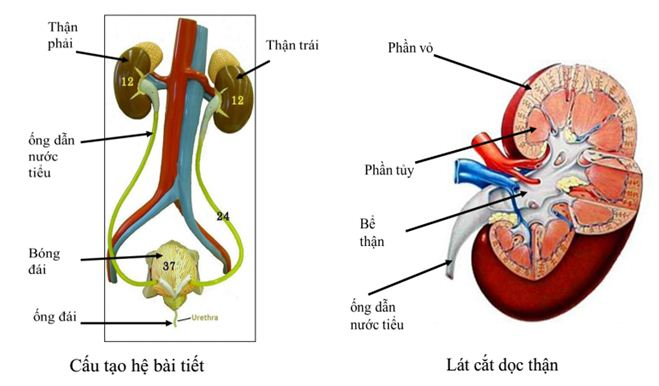 Thận
phải
Thận trái
12
12
ống dẫn
nước
tiểu
24
Bóng
đái
37
ống đái
Urethra
Cấu tạo hệ bài tiết
Phần vỏ
Phần tủy
Bể
thận
ống dẫn
nước tiểu
Lát cắt dọc thận